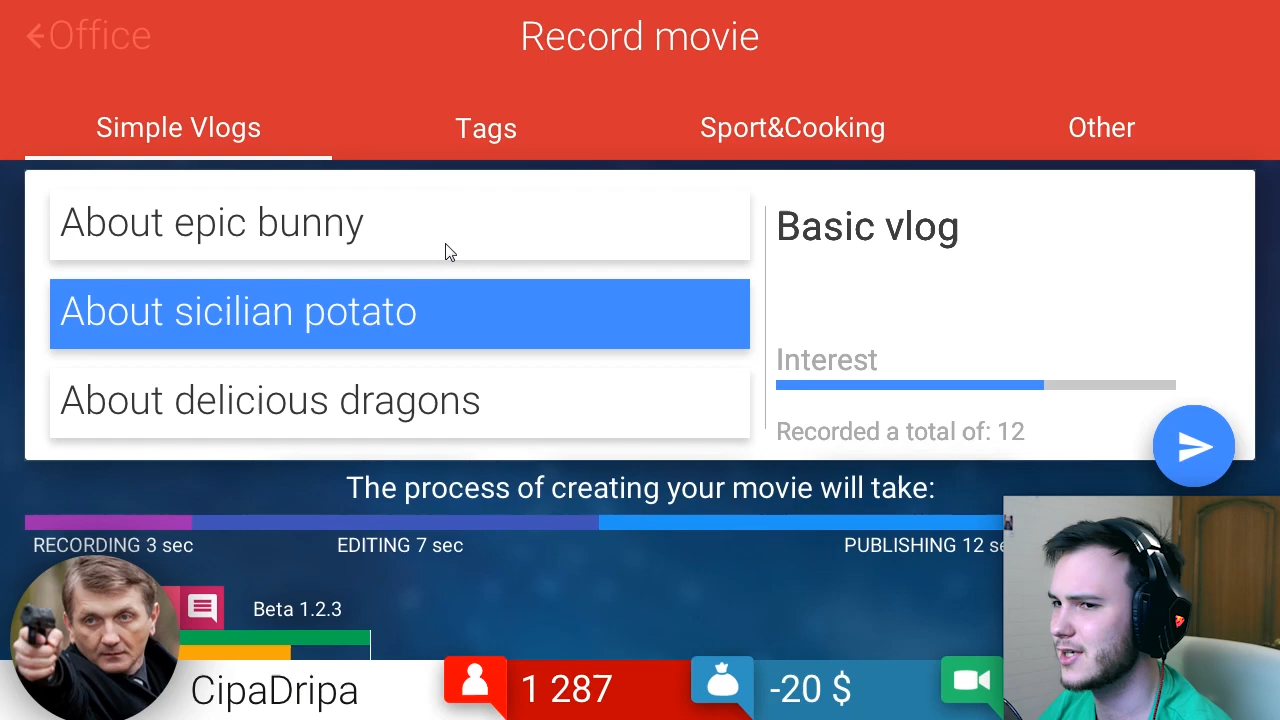 Office
Record movie
Simple Vlogs
Tags
Sport&Cooking
Other
About epic bunny
About sicilian potato
About delicious dragons
Basic vlog
Interest
Recorded a total of: 12
The process of creating your movie will take:
RECORDING 3 sec
EDITING 7 sec
PUBLISHING 12 se
Beta 1.2.3
CipaDripa
1 287
-20 $